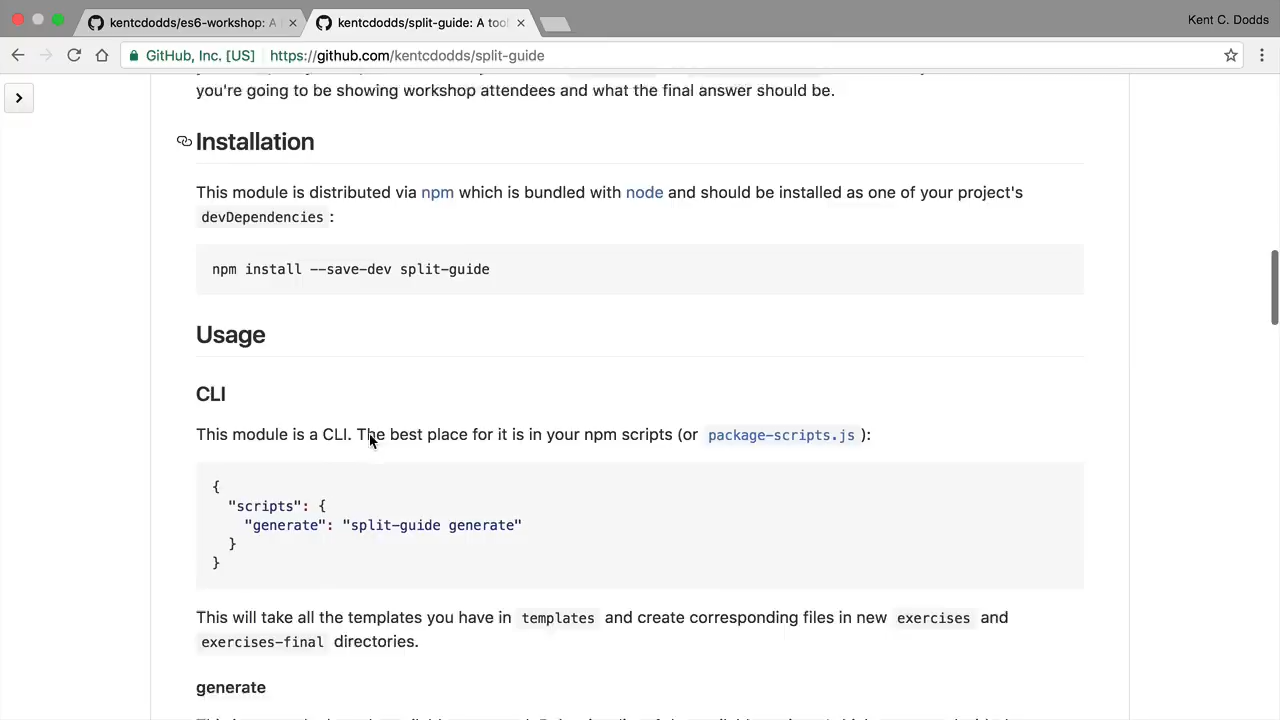 kentcdodds/es6-workshop: A
kentcdodds/split-guide: A too
Kent C. Dodds
GitHub, Inc. [US] https://github.com/kentcdodds/split-guide
you're going to be showing workshop attendees and what the final answer should be.
Installation
This module is distributed via npm which is bundled with node and should be installed as one of your project's
devDependencies :
npm install --save-dev split-guide
Usage
CLI
This module is a CLI. The best place for it is in your npm scripts (or package-scripts.js ):
{
"scripts": {
"generate": "split-guide generate"
}
}
This will take all the templates you have in templates and create corresponding files in new exercises and
exercises-final directories.
generate